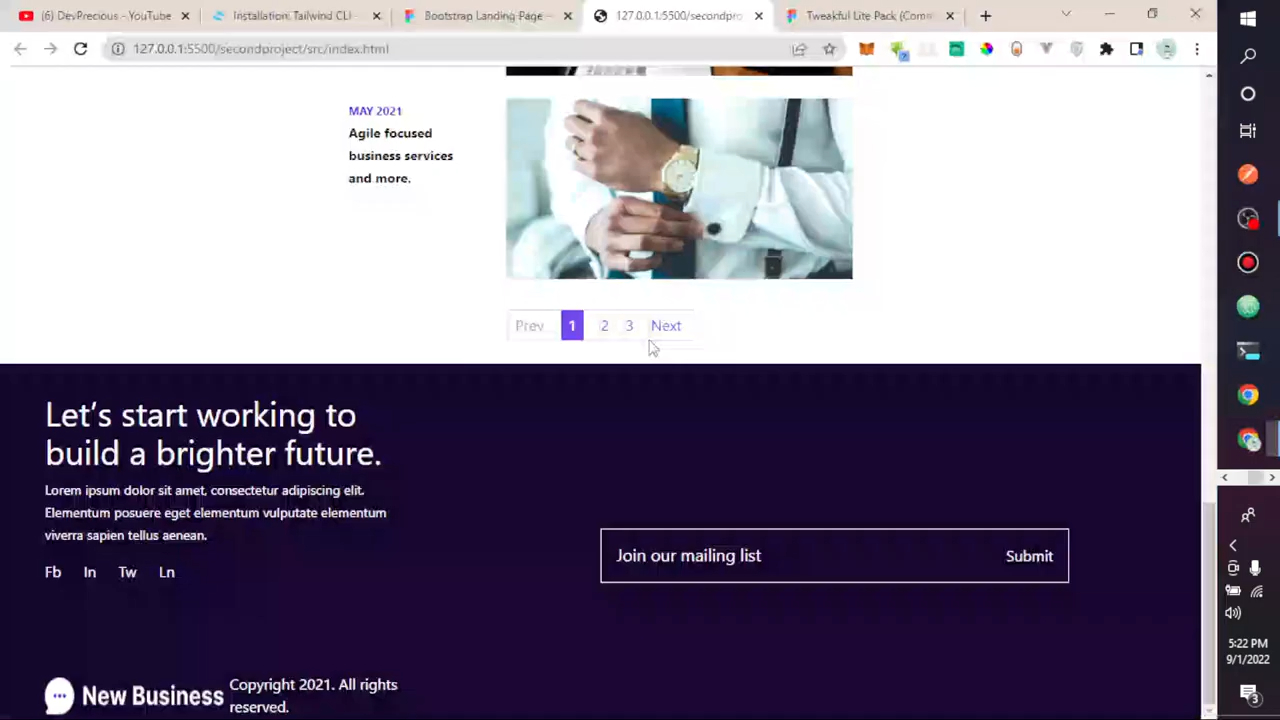 (6) DevPrecious - YouTube
Installation: Tailwind CLI
Bootstrap Landing Page –
127.0.0.1:5500/secondpro
Tweakful Lite Pack (Comm
127.0.0.1:5500/secondproject/src/index.html
MAY 2021
Agile focused
business services
and more.
Prev 1 2 3 Next
Let's start working to
build a brighter future.
Lorem ipsum dolor sit amet, consectetur adipiscing elit.
Elementum posuere eget elementum vulputate elementum
viverra sapien tellus aenean.
Fb In Tw Ln
Join our mailing list Submit
New Business
Copyright 2021. All rights
reserved.
5:22 PM
9/1/2022
3